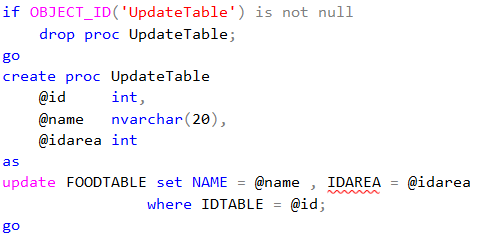 if OBJECT_ID('UpdateTable') is not null
    drop proc UpdateTable;
go
create proc UpdateTable
    @id     int,
    @name   nvarchar(20),
    @idarea int
as
update FOODTABLE set NAME = @name , IDAREA = @idarea
                where IDTABLE = @id;
go